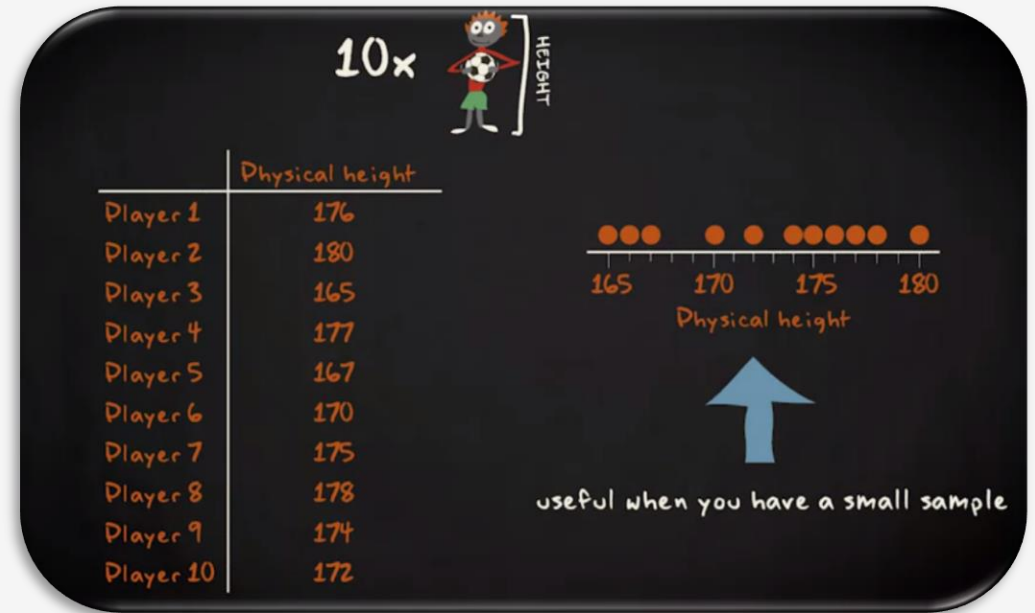 10x
HEIGHT
Physical height
Player 1 176
Player 2 180
Player 3 165
Player 4 177
Player 5 167
Player 6 170
Player 7 175
Player 8 178
Player 9 174
Player 10 172
165 170 175 180
Physical height
useful when you have a small sample